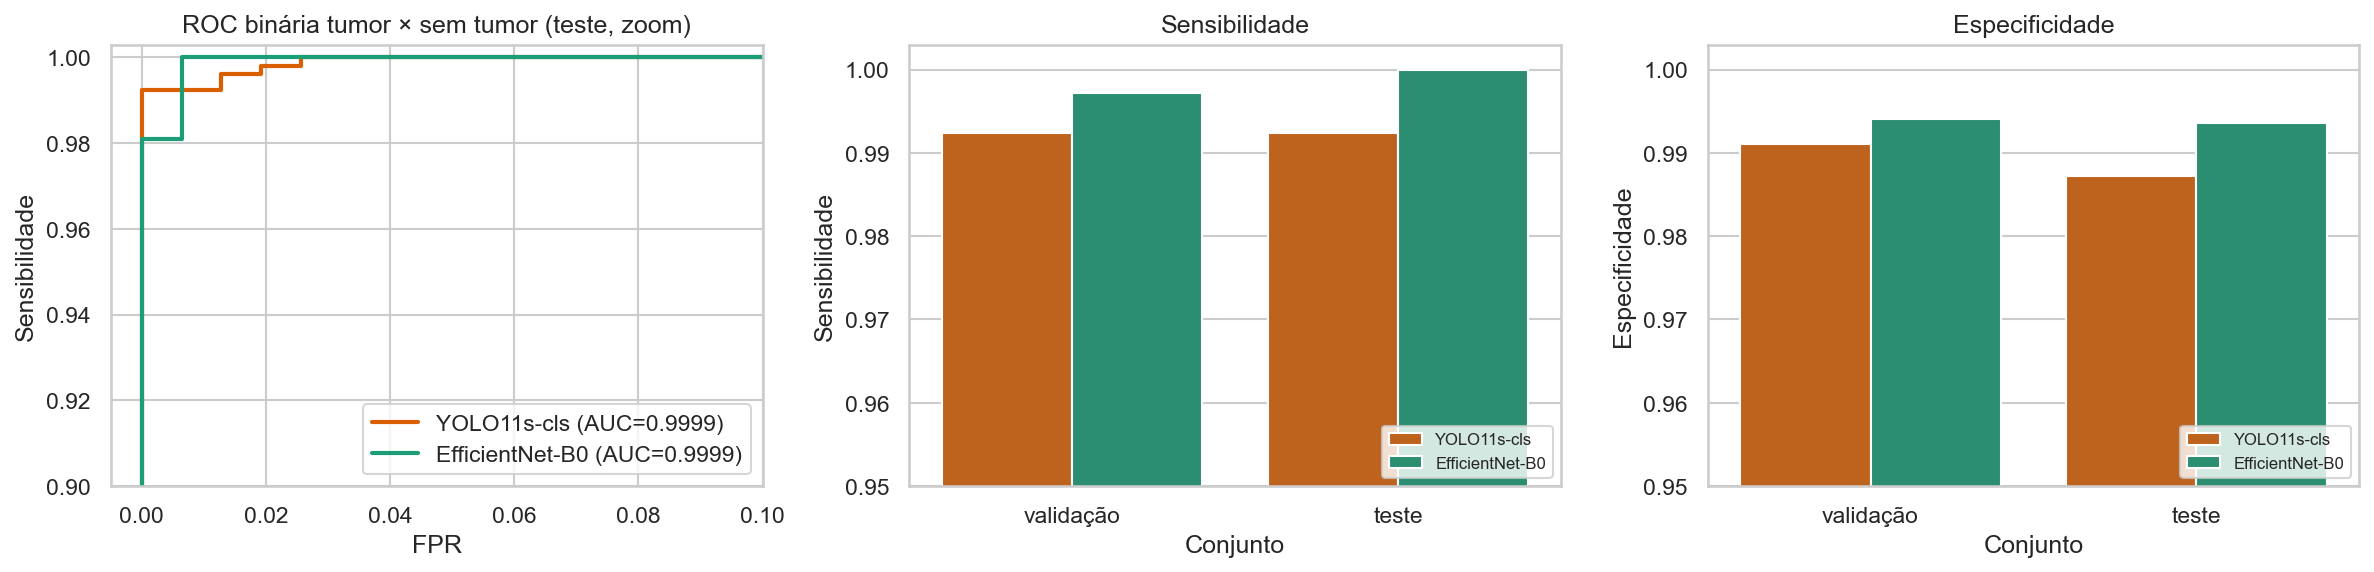 ROC binária tumor × sem tumor (teste, zoom)
Sensibilidade
1.00
0.98
0.96
0.94
0.92
0.90
0.00 0.02 0.04 0.06 0.08 0.10
FPR
YOLO11s-cls (AUC=0.9999)
EfficientNet-B0 (AUC=0.9999)
Sensibilidade
Sensibilidade
1.00
0.99
0.98
0.97
0.96
0.95
validação teste
Conjunto
YOLO11s-cls
EfficientNet-B0
Especificidade
Especificidade
1.00
0.99
0.98
0.97
0.96
0.95
validação teste
Conjunto
YOLO11s-cls
EfficientNet-B0